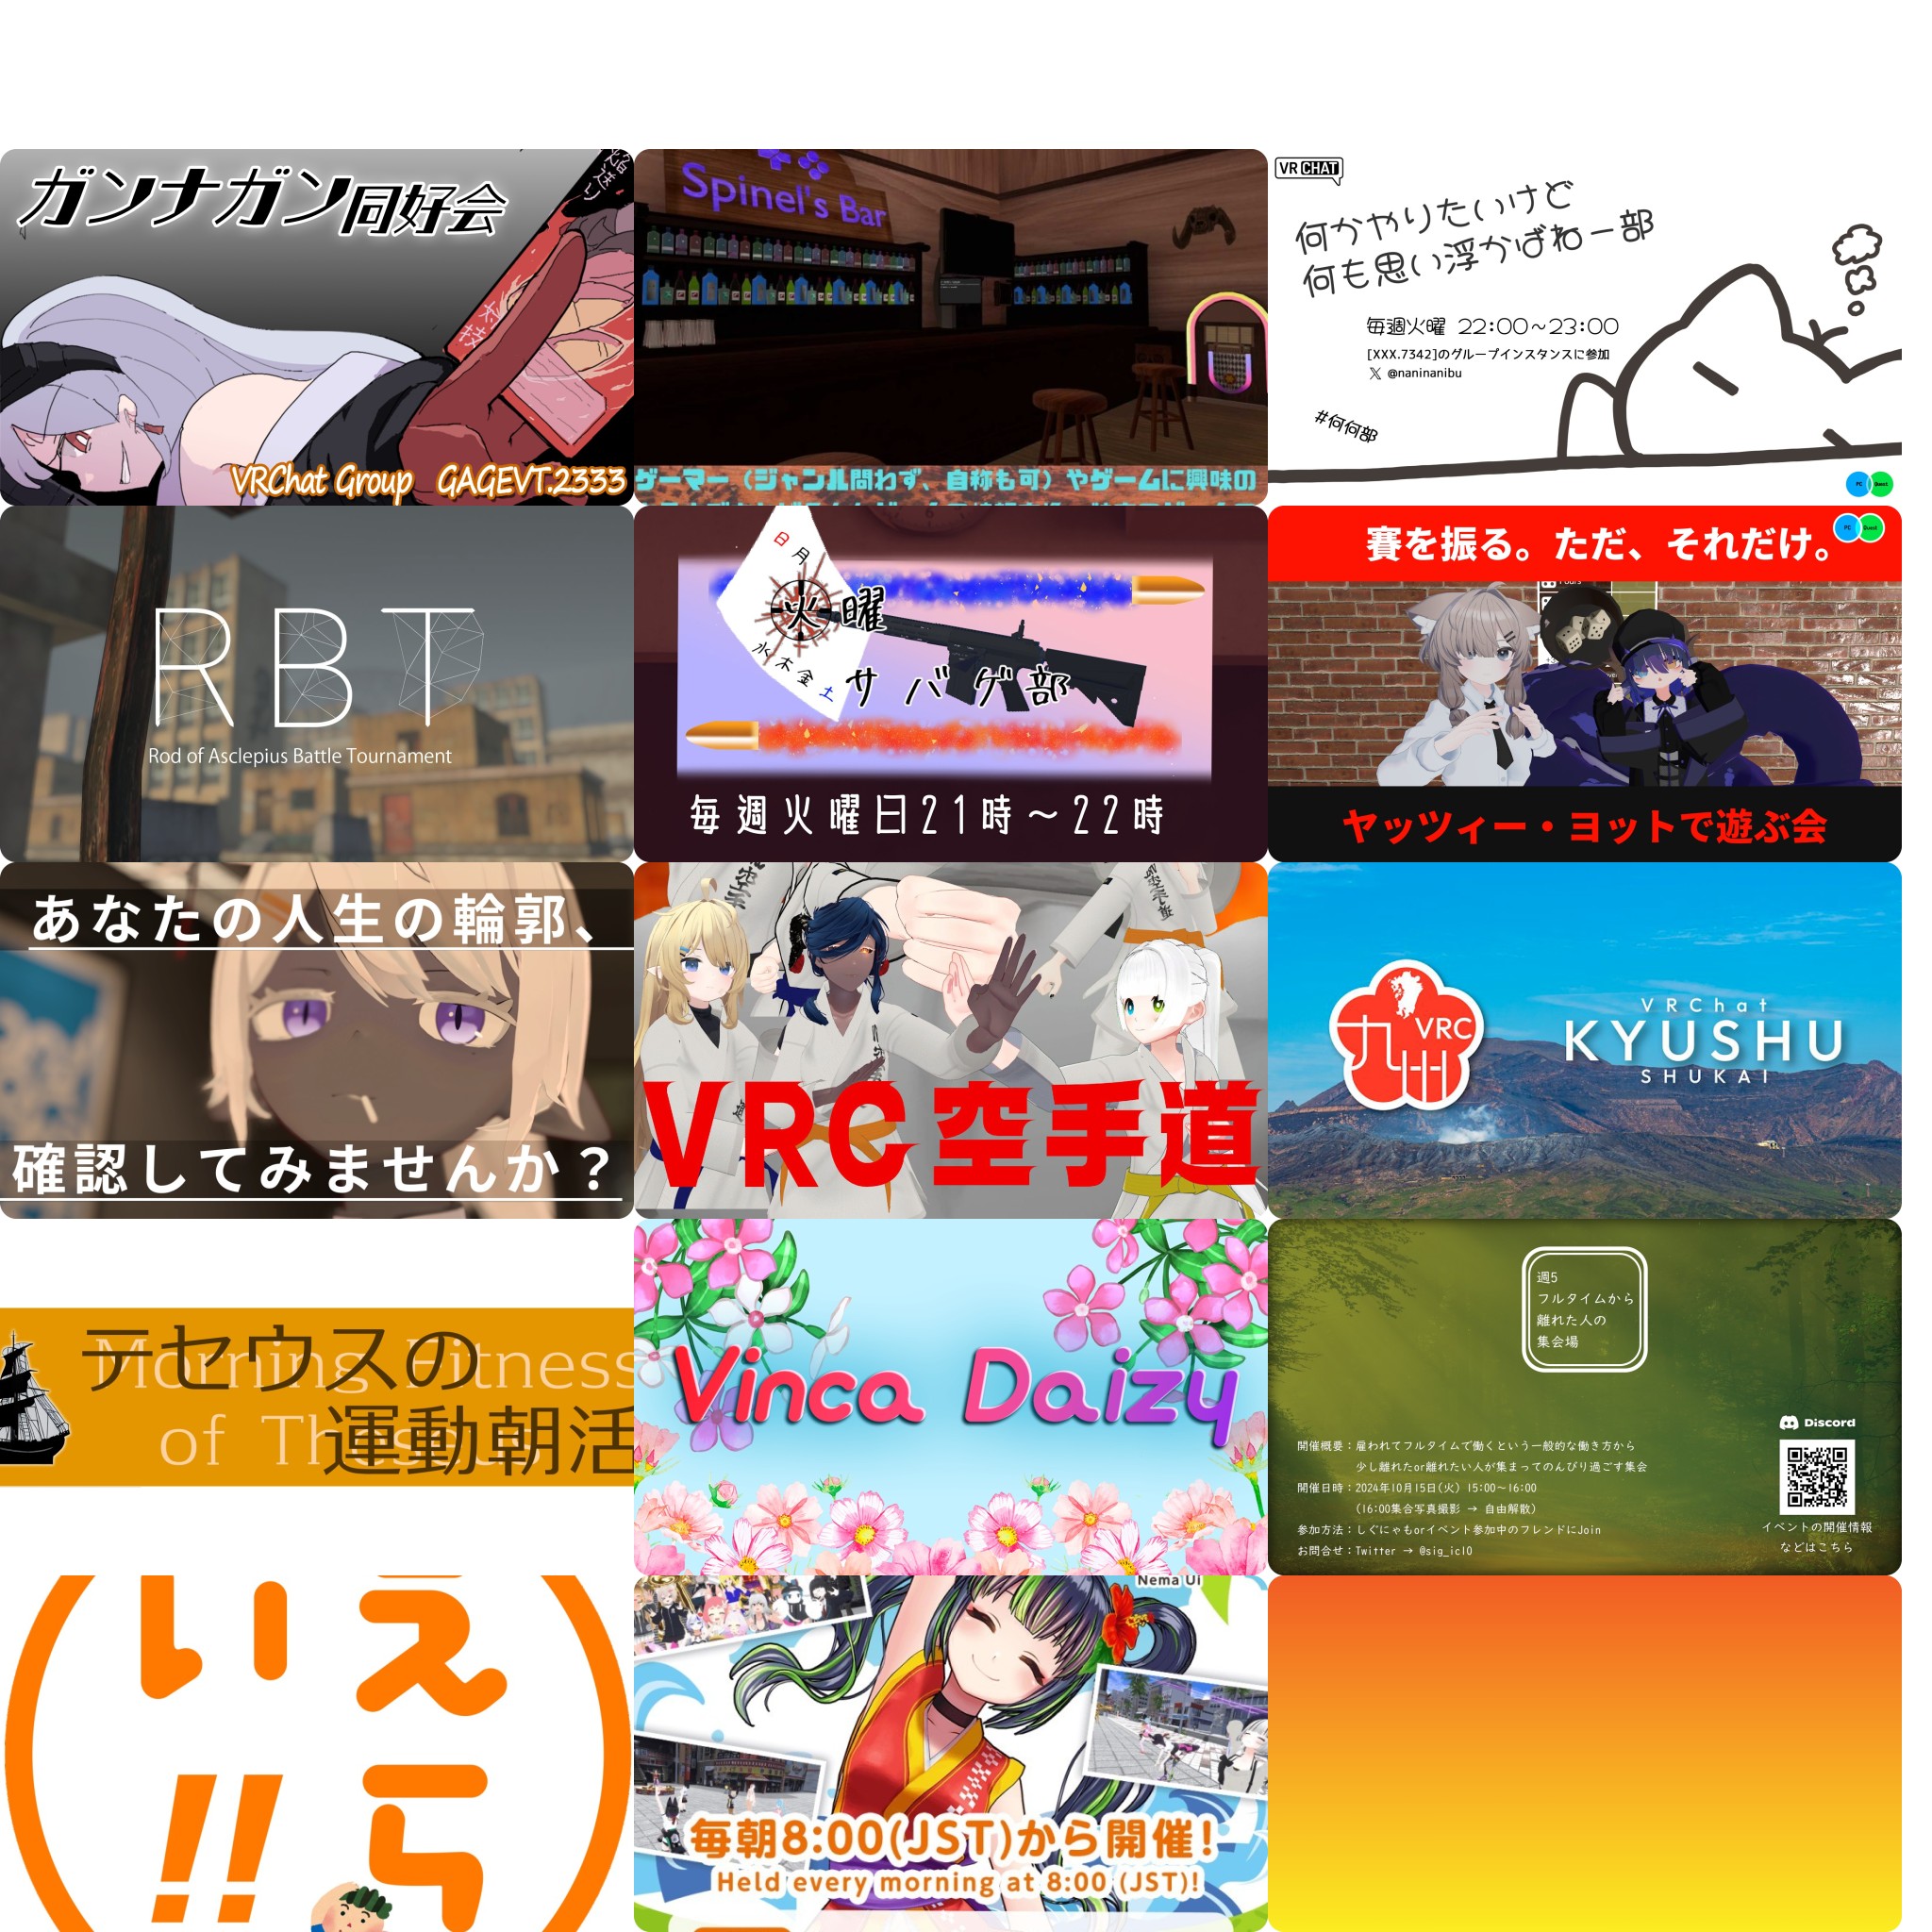 ガンナガン同好会
VRChat Group GAGEVT.2333
Spinel's Bar
ゲーマー（ジャンル問わず、自称も可）やゲームに興味の
VRCHAT
何かやりたいけど
何も思い浮かばねー部
毎週火曜 22:00～23:00
[XXX.7342]のグループインスタンスに参加
X @naninanibu
#何何部
PC Quest
RBT
Rod of Asclepius Battle Tournament
日月火曜
水木金土
サバゲ部
毎週火曜日21時～22時
賽を振る。ただ、それだけ。
PC Quest
ヤッツィー・ヨットで遊ぶ会
あなたの人生の輪郭、
確認してみませんか？
VRC空手道
九州 VRC
VRChat
KYUSHU
SHUKAI
テセウスの
運動朝活
Morning Fitness
of Theseus
Vinca Daizy
週5
フルタイムから
離れた人の
集会場
開催概要：雇われてフルタイムで働くという一般的な働き方から
少し離れたor離れたい人が集まってのんびり過ごす集会
開催日時：2024年10月15日(火) 15:00～16:00
(16:00集合写真撮影 → 自由解散)
参加方法：しぐにゃもorイベント参加中のフレンドにJoin
お問合せ：Twitter → @sig_icl0
Discord
イベントの開催情報
などはこちら
えら
い!!
Nema Ui
毎朝8:00(JST)から開催!
Held every morning at 8:00 (JST)!